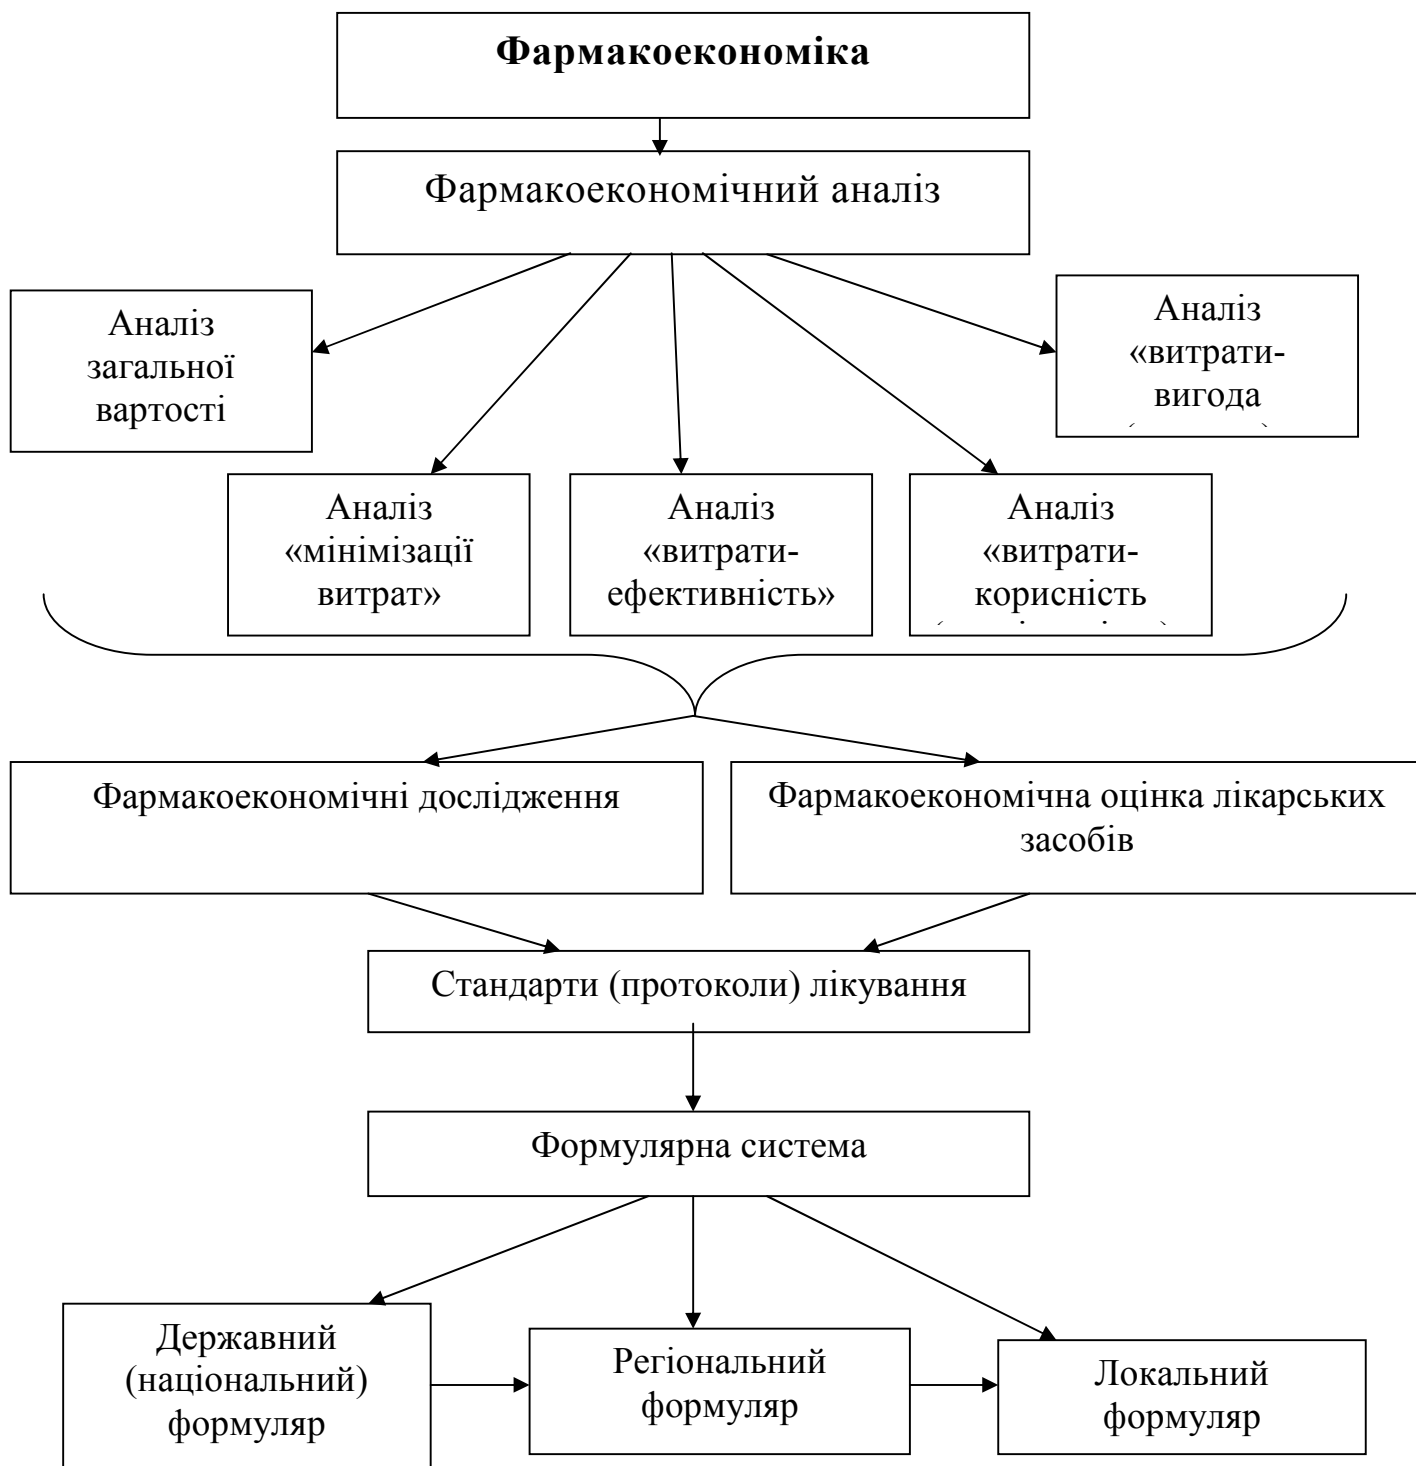 Фармакоекономіка
Фармакоекономічний аналіз
Аналіз
загальної
вартості
Аналіз
«витрати-
вигода
Аналіз
«мінімізації
витрат»
Аналіз
«витрати-
ефективність»
Аналіз
«витрати-
корисність
Фармакоекономічні дослідження
Фармакоекономічна оцінка лікарських
засобів
Стандарти (протоколи) лікування
Формулярна система
Державний
(національний)
формуляр
Регіональний
формуляр
Локальний
формуляр